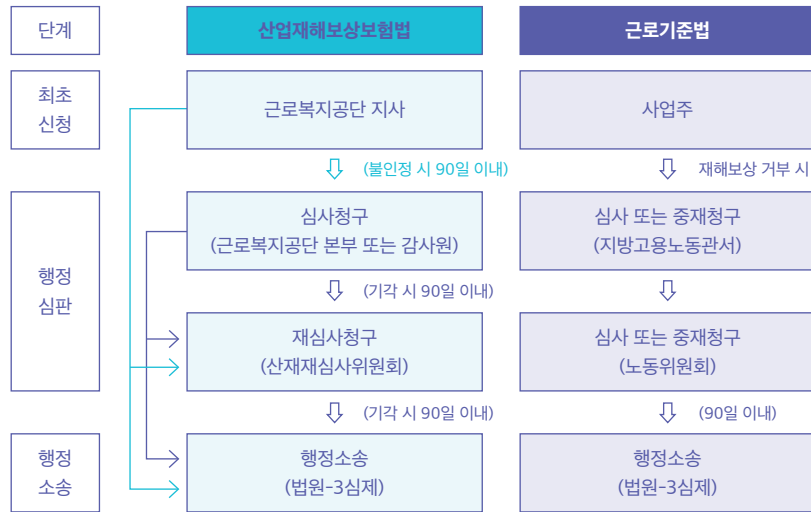 단계
산업재해보상보험법
근로기준법
최초
신청
근로복지공단 지사
사업주
(불인정 시 90일 이내)
재해보상 거부 시
행정
심판
심사청구
(근로복지공단 본부 또는 감사원)
심사 또는 중재청구
(지방고용노동관서)
(기각 시 90일 이내)
재심사청구
(산재재심사위원회)
심사 또는 중재청구
(노동위원회)
(기각 시 90일 이내)
(90일 이내)
행정
소송
행정소송
(법원-3심제)
행정소송
(법원-3심제)